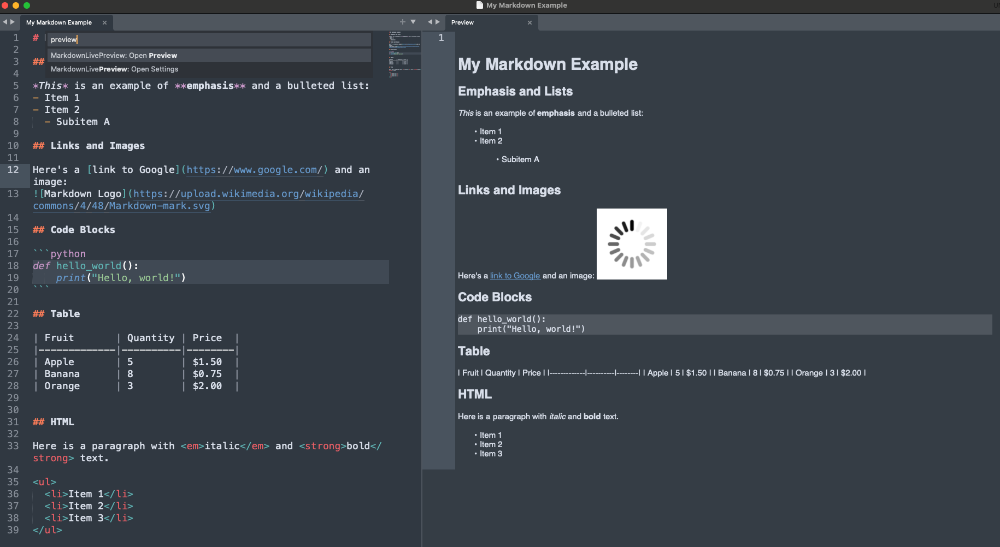 My Markdown Example
My Markdown Example
preview
MarkdownLivePreview: Open Preview
MarkdownLivePreview: Open Settings
1 #
2
3 ##
4
5 *This* is an example of **emphasis** and a bulleted list:
6 - Item 1
7 - Item 2
8 - Subitem A
9
10 ## Links and Images
11
12 Here's a [link to Google](https://www.google.com/) and an
image:
13 ![Markdown Logo](https://upload.wikimedia.org/wikipedia/
commons/4/48/Markdown-mark.svg)
14
15 ## Code Blocks
16
17 ```python
18 def hello_world():
19     print("Hello, world!")
20 ```
21
22 ## Table
23
24 | Fruit       | Quantity | Price  |
25 |-------------|----------|--------|
26 | Apple       | 5        | $1.50  |
27 | Banana      | 8        | $0.75  |
28 | Orange      | 3        | $2.00  |
29
30
31 ## HTML
32
33 Here is a paragraph with <em>italic</em> and <strong>bold</
strong> text.
34
35 <ul>
36   <li>Item 1</li>
37   <li>Item 2</li>
38   <li>Item 3</li>
39 </ul>
Preview
1
My Markdown Example
Emphasis and Lists
This is an example of emphasis and a bulleted list:
• Item 1
• Item 2
• Subitem A
Links and Images
Here's a link to Google and an image:
Code Blocks
def hello_world():
    print("Hello, world!")
Table
| Fruit | Quantity | Price | |-------------|----------|--------| | Apple | 5 | $1.50 | | Banana | 8 | $0.75 | | Orange | 3 | $2.00 |
HTML
Here is a paragraph with italic and bold text.
• Item 1
• Item 2
• Item 3